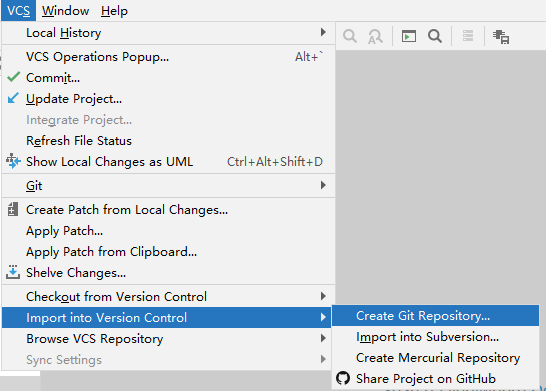 VCS Window Help
Local History
VCS Operations Popup... Alt+`
Commit...
Update Project...
Integrate Project...
Refresh File Status
Show Local Changes as UML Ctrl+Alt+Shift+D
Git
Create Patch from Local Changes...
Apply Patch...
Apply Patch from Clipboard...
Shelve Changes...
Checkout from Version Control
Import into Version Control
Browse VCS Repository
Sync Settings
Create Git Repository...
Import into Subversion...
Create Mercurial Repository
Share Project on GitHub